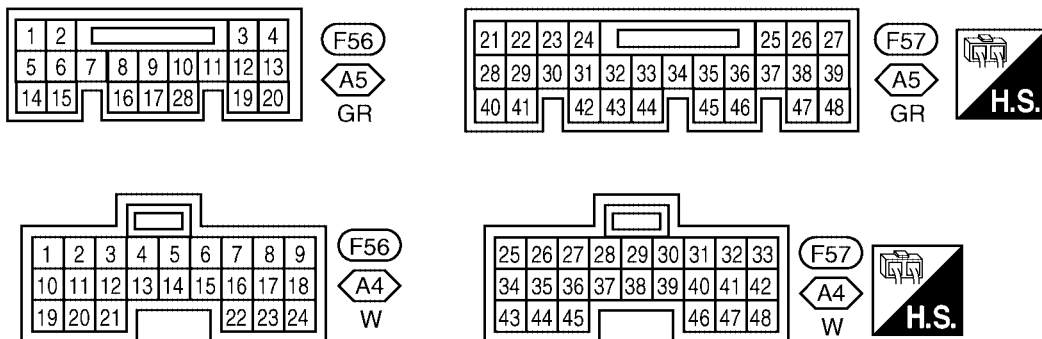 1 2 3 4
5 6 7 8 9 10 11 12 13
14 15 16 17 28 19 20
F56
A5
GR
21 22 23 24 25 26 27
28 29 30 31 32 33 34 35 36 37 38 39
40 41 42 43 44 45 46 47 48
F57
A5
GR
H.S.
1 2 3 4 5 6 7 8 9
10 11 12 13 14 15 16 17 18
19 20 21 22 23 24
F56
A4
W
25 26 27 28 29 30 31 32 33
34 35 36 37 38 39 40 41 42
43 44 45 46 47 48
F57
A4
W
H.S.